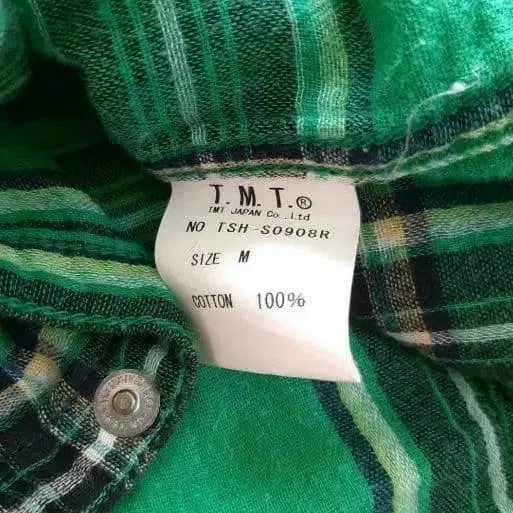 T.M.T.®
TMT JAPAN Co.,Ltd
NO TSH-S0908R
SIZE M
COTTON 100%